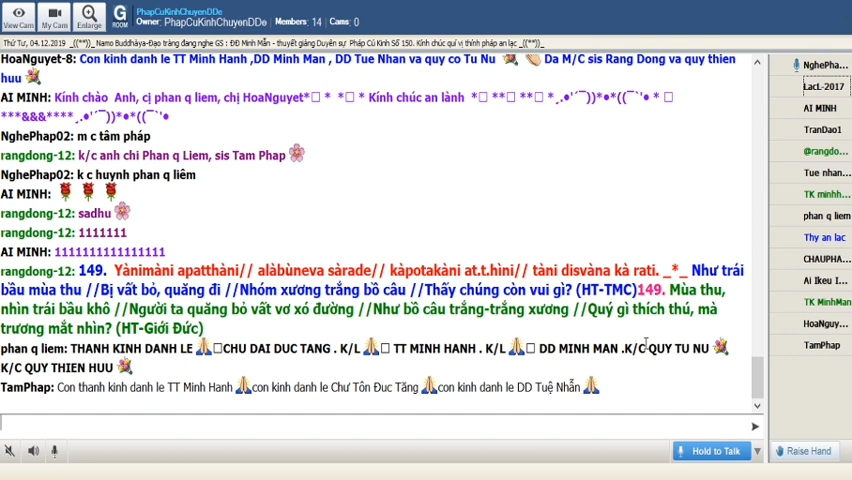 PhapCuKinhChuyenDDe
Owner: PhapCuKinhChuyenDDe Members: 14 Cams: 0
View Cam My Cam Enlarge G ROOM
Thứ Tư, 04.12.2019 _((**)_ Namo Buddhàya-Đạo tràng đang nghe GS : ĐĐ Minh Mẫn - thuyết giảng Duyên sự Pháp Cú Kinh Số 150. Kính chúc quí vị thính pháp an lạc _((**)_
HoaNguyet-8: Con kinh danh le TT Minh Hanh ,DD Minh Man , DD Tue Nhan va quy co Tu Nu Da M/C sis Rang Dong va quy thien
huu
AI MINH: Kính chào Anh, cị phan q liem, chị HoaNguyet*□ * *□ * Kính chúc an lành *□ **□ **□ *¸.•'´¯))*•*((¯`'• * □
***&&&****¸.•'´¯))*•*((¯`'•
NghePhap02: m c tâm pháp
rangdong-12: k/c anh chi Phan q Liem, sis Tam Phap
NghePhap02: k c huynh phan q liêm
AI MINH:
rangdong-12: sadhu
rangdong-12: 1111111
AI MINH: 1111111111111111
rangdong-12: 149. Yànimàni apatthàni// alàbùneva sàrade// kàpotakàni at.t.hìni// tàni disvàna kà rati. _*_ Như trái
bầu mùa thu //Bị vất bỏ, quăng đi //Nhóm xương trắng bồ câu //Thấy chúng còn vui gì? (HT-TMC)149. Mùa thu,
nhìn trái bầu khô //Người ta quăng bỏ vất vơ xó đường //Như bồ câu trắng-trắng xương //Quý gì thích thú, mà
trương mắt nhìn? (HT-Giới Đức)
phan q liem: THANH KINH DANH LE □CHU DAI DUC TANG . K/L □ TT MINH HANH . K/L □ DD MINH MAN .K/C QUY TU NU
K/C QUY THIEN HUU
TamPhap: Con thanh kinh danh le TT Minh Hanh con kinh danh le Chư Tôn Đuc Tăng con kinh danh le DD Tuệ Nhẫn
NghePha...
LacL-2017
AI MINH
TranDao1
@rangdo...
Tue nhan...
TK minhh...
phan q liem
Thy an lac
CHAUPHA...
Ai Ikeu I...
TK MinhMan
HoaNguy...
TamPhap
Hold to Talk
Raise Hand